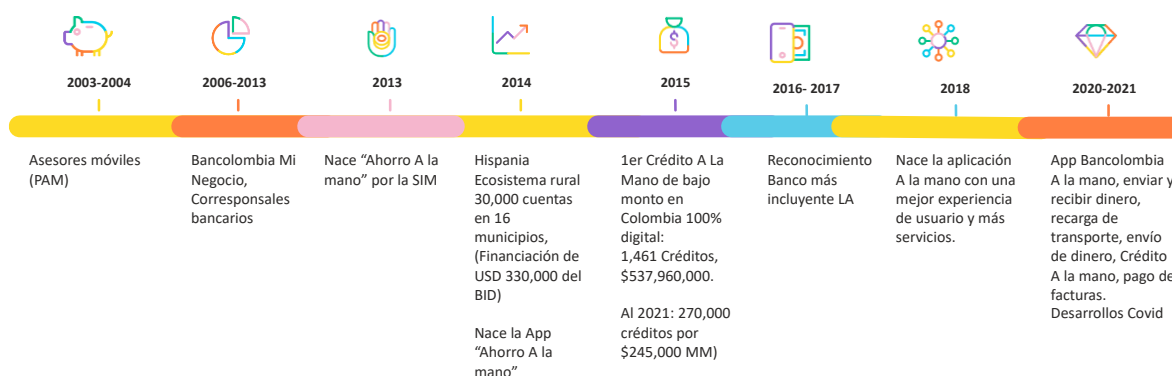 2003-2004
Asesores móviles
(PAM)
2006-2013
Bancolombia Mi
Negocio,
Corresponsales
bancarios
2013
Nace “Ahorro A la
mano” por la SIM
2014
Hispania
Ecosistema rural
30,000 cuentas
en 16
municipios,
(Financiación de
USD 330,000 del
BID)
Nace la App
“Ahorro A la
mano”
2015
1er Crédito A La
Mano de bajo
monto en
Colombia 100%
digital:
1,461 Créditos,
$537,960,000.
Al 2021: 270,000
créditos por
$245,000 MM)
2016- 2017
Reconocimiento
Banco más
incluyente LA
2018
Nace la aplicación
A la mano con una
mejor experiencia
de usuario y más
servicios.
2020-2021
App Bancolombia
A la mano, enviar y
recibir dinero,
recarga de
transporte, envío
de dinero, Crédito
A la mano, pago de
facturas.
Desarrollos Covid